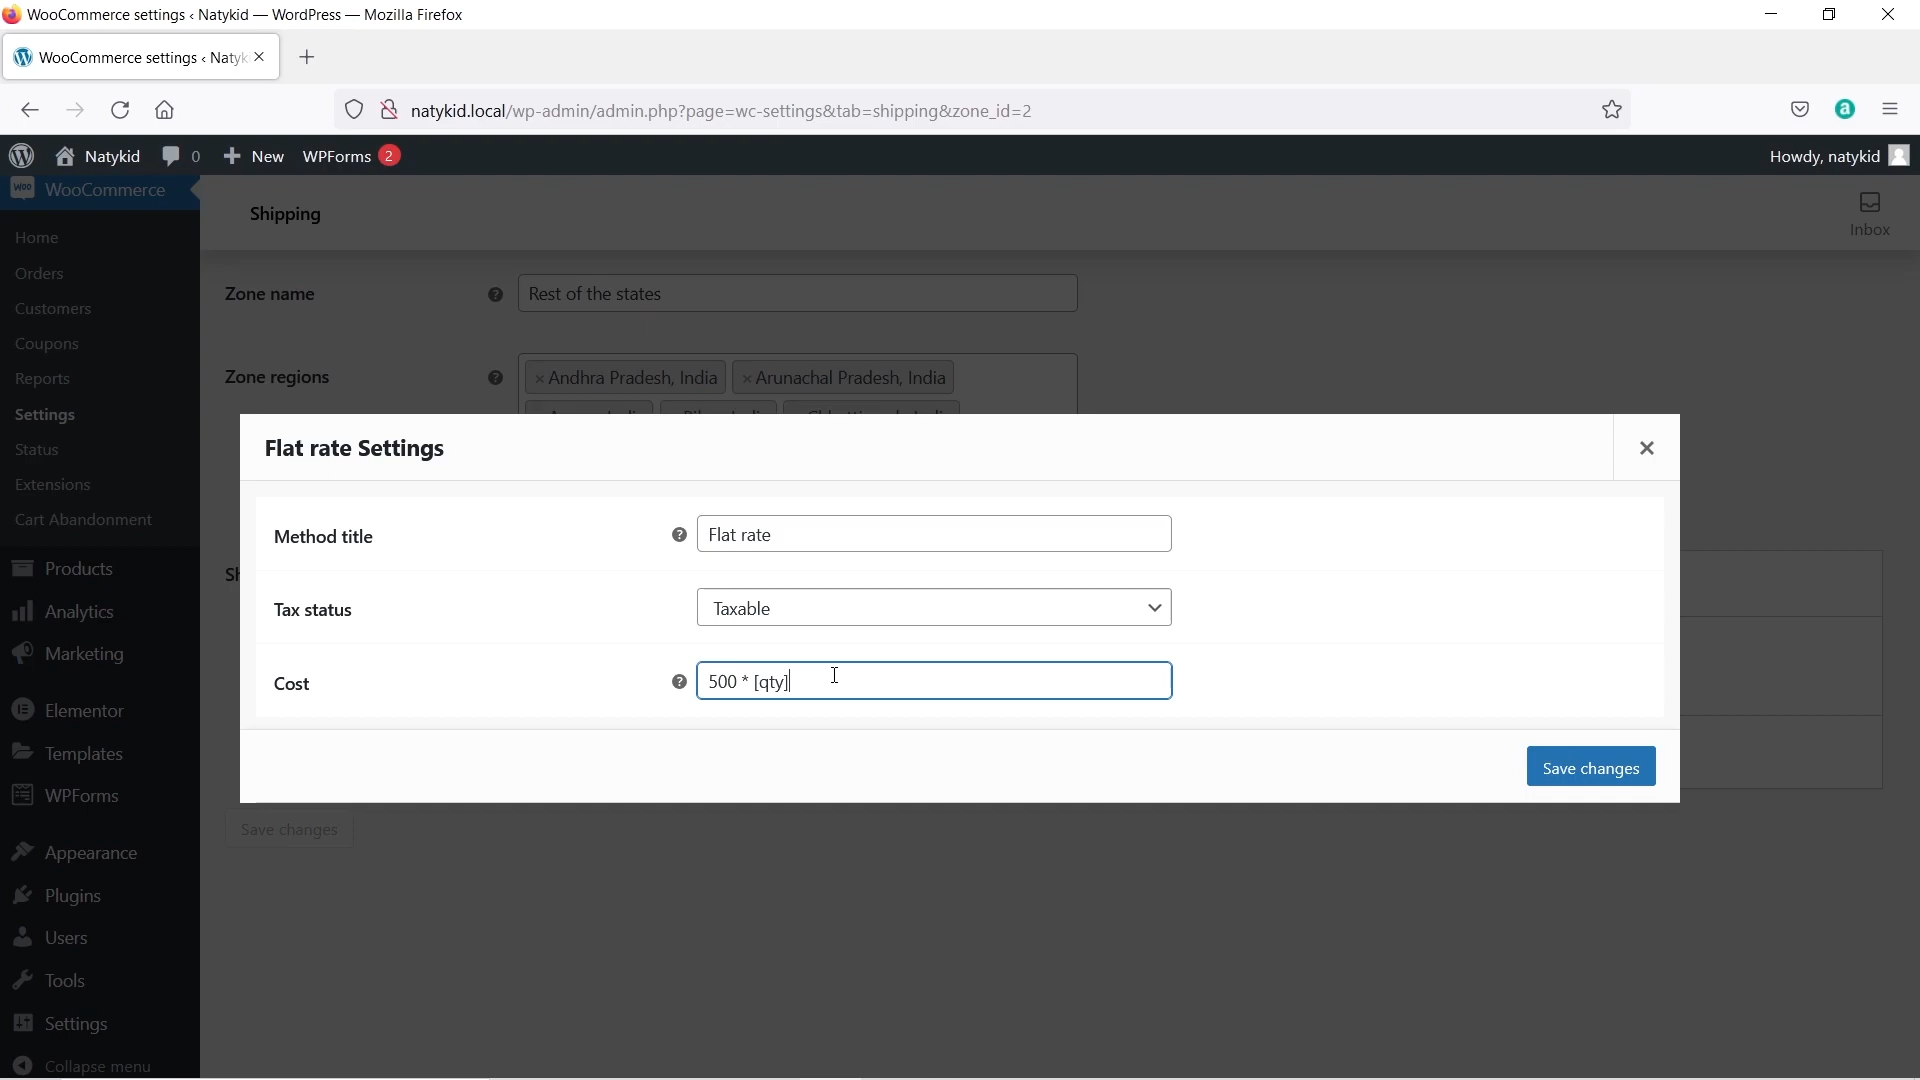 WooCommerce settings ‹ Natykid — WordPress — Mozilla Firefox
WooCommerce settings ‹ Natyk
natykid.local/wp-admin/admin.php?page=wc-settings&tab=shipping&zone_id=2
Natykid 0 New WPForms 2 Howdy, natykid
WooCommerce
Shipping
Inbox
Home
Orders
Customers
Coupons
Reports
Settings
Status
Extensions
Cart Abandonment
Products
Analytics
Marketing
Elementor
Templates
WPForms
Appearance
Plugins
Users
Tools
Settings
Collapse menu
Zone name Rest of the states
Zone regions × Andhra Pradesh, India × Arunachal Pradesh, India
Flat rate Settings
Method title Flat rate
Tax status Taxable
Cost 500 * [qty]
Save changes
Save changes